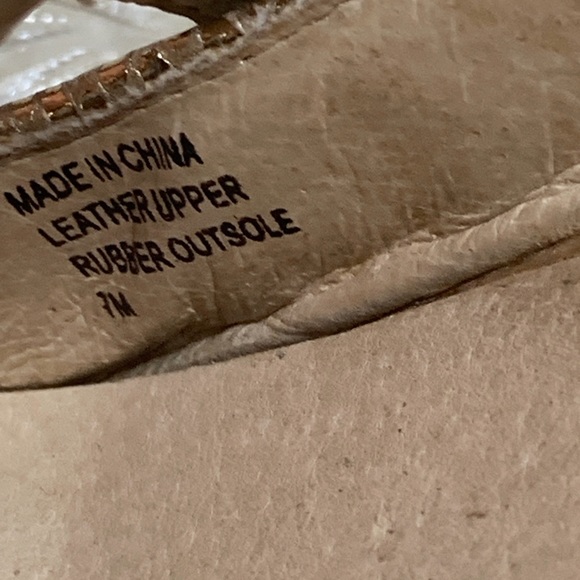 MADE IN CHINA
LEATHER UPPER
RUBBER OUTSOLE
7M